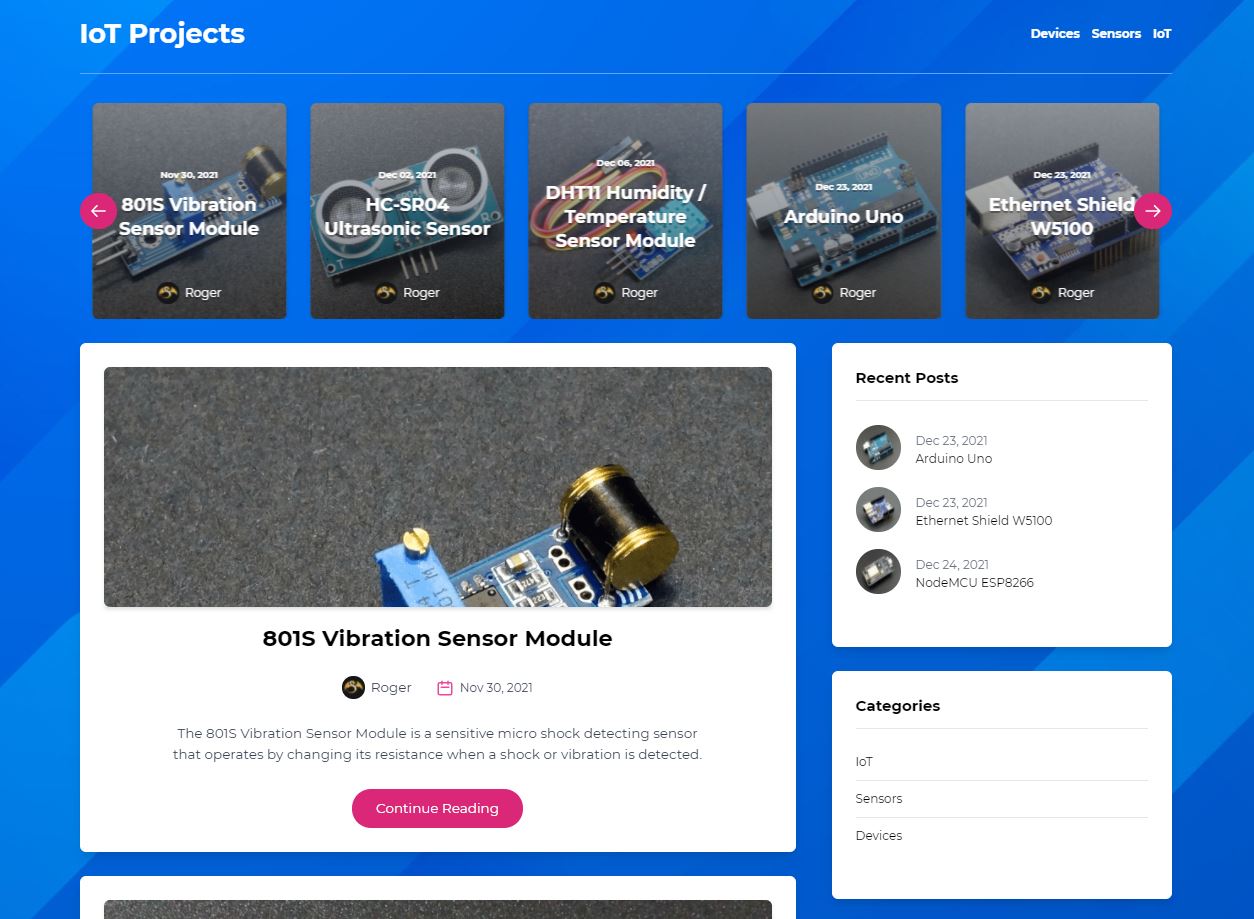 IoT Projects
Devices Sensors IoT
Nov 30, 2021
801S Vibration
Sensor Module
Roger
Dec 02, 2021
HC-SR04
Ultrasonic Sensor
Roger
Dec 06, 2021
DHT11 Humidity /
Temperature
Sensor Module
Roger
Dec 23, 2021
Arduino Uno
Roger
Dec 23, 2021
Ethernet Shield
W5100
Roger
801S Vibration Sensor Module
Roger Nov 30, 2021
The 801S Vibration Sensor Module is a sensitive micro shock detecting sensor
that operates by changing its resistance when a shock or vibration is detected.
Continue Reading
Recent Posts
Dec 23, 2021
Arduino Uno
Dec 23, 2021
Ethernet Shield W5100
Dec 24, 2021
NodeMCU ESP8266
Categories
IoT
Sensors
Devices